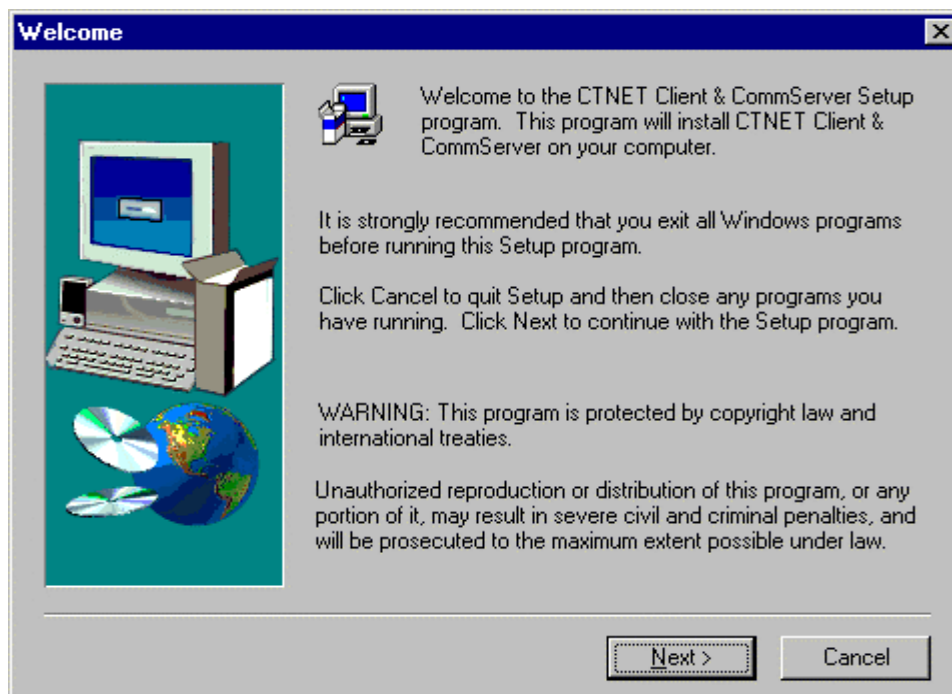 Welcome
Welcome to the CTNET Client & CommServer Setup
program. This program will install CTNET Client &
CommServer on your computer.
It is strongly recommended that you exit all Windows programs
before running this Setup program.
Click Cancel to quit Setup and then close any programs you
have running. Click Next to continue with the Setup program.
WARNING: This program is protected by copyright law and
international treaties.
Unauthorized reproduction or distribution of this program, or any
portion of it, may result in severe civil and criminal penalties, and
will be prosecuted to the maximum extent possible under law.
Next >
Cancel